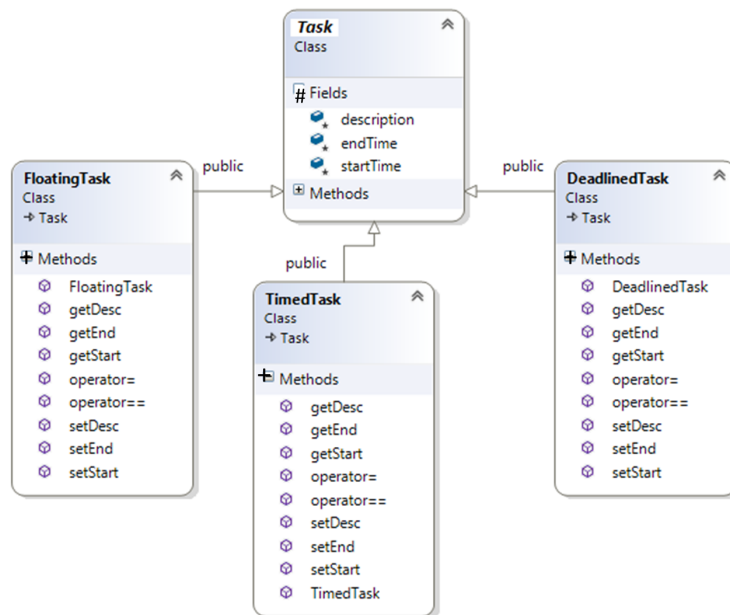 Task
Class
# Fields
description
endTime
startTime
Methods
public
public
public
FloatingTask
Class
Task
+ Methods
FloatingTask
getDesc
getEnd
getStart
operator=
operator==
setDesc
setEnd
setStart
TimedTask
Class
Task
+ Methods
getDesc
getEnd
getStart
operator=
operator==
setDesc
setEnd
setStart
TimedTask
DeadlinedTask
Class
Task
+ Methods
DeadlinedTask
getDesc
getEnd
getStart
operator=
operator==
setDesc
setEnd
setStart